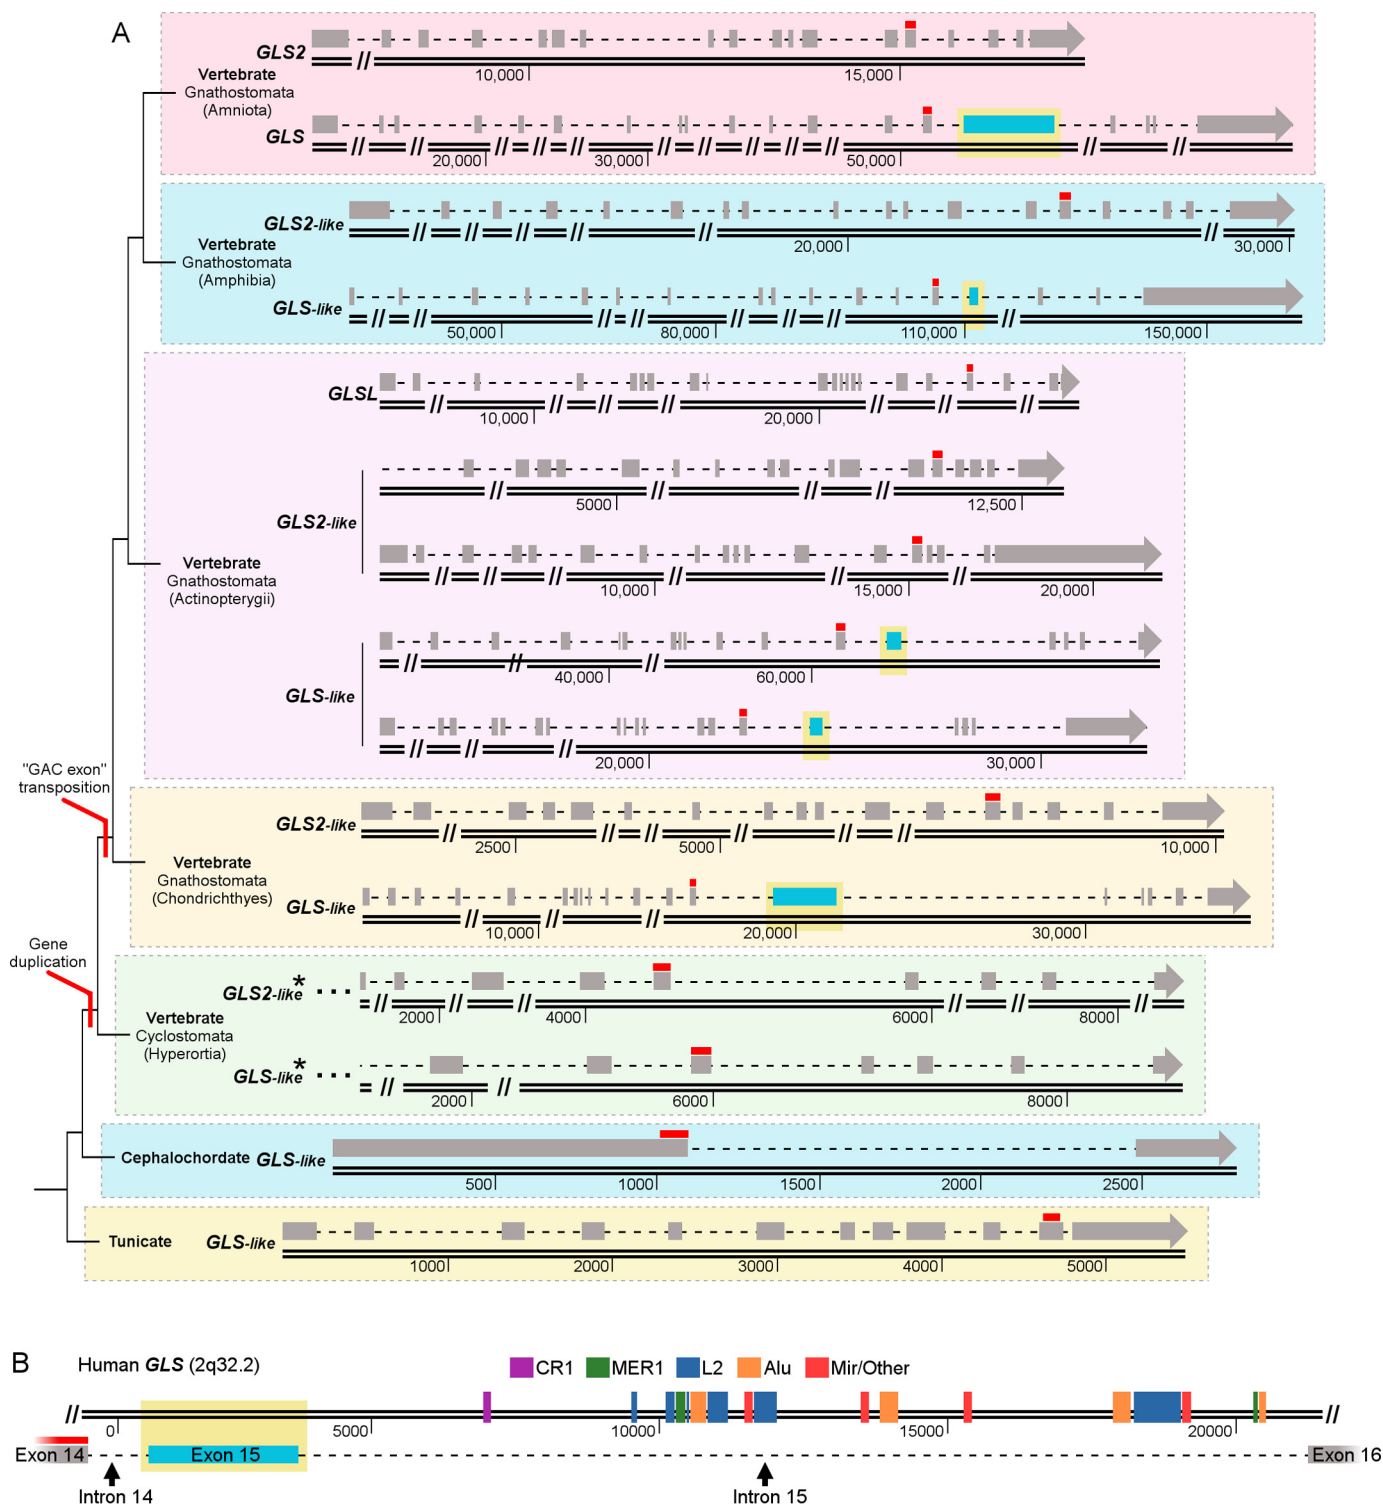 A
GLS2
10,000 15,000
Vertebrate
Gnathostomata
(Amniota)
GLS
20,000 30,000 50,000
GLS2-like
20,000 30,000
Vertebrate
Gnathostomata
(Amphibia)
GLS-like
50,000 80,000 110,000 150,000
GLSL
10,000 20,000
5000 12,500
GLS2-like
Vertebrate
Gnathostomata
(Actinopterygii)
10,000 15,000 20,000
40,000 60,000
GLS-like
20,000 30,000
"GAC exon"
transposition
GLS2-like
2500 5000 10,000
Vertebrate
Gnathostomata
(Chondrichthyes)
GLS-like
10,000 20,000 30,000
Gene
duplication
GLS2-like* ...
2000 4000 6000 8000
Vertebrate
Cyclostomata
(Hyperortia)
GLS-like* ...
2000 6000 8000
Cephalochordate GLS-like
500 1000 1500 2000 2500
Tunicate GLS-like
1000 2000 3000 4000 5000
B Human GLS (2q32.2) CR1 MER1 L2 Alu Mir/Other
0 5000 10000 15000 20000
Exon 14 Exon 15 Exon 16
Intron 14 Intron 15